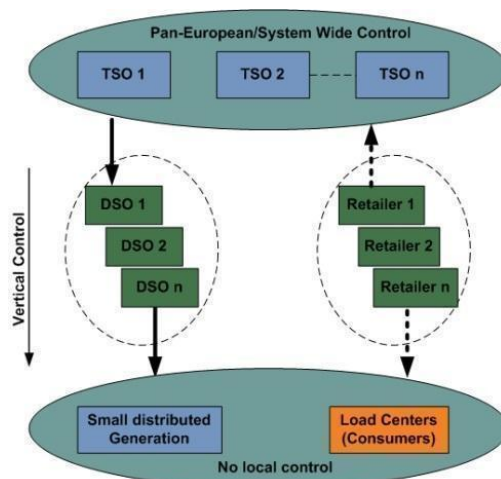 Pan-European/System Wide Control
TSO 1
TSO 2
TSO n
DSO 1
DSO 2
DSO n
Retailer 1
Retailer 2
Retailer n
Vertical Control
Small distributed
Generation
Load Centers
(Consumers)
No local control